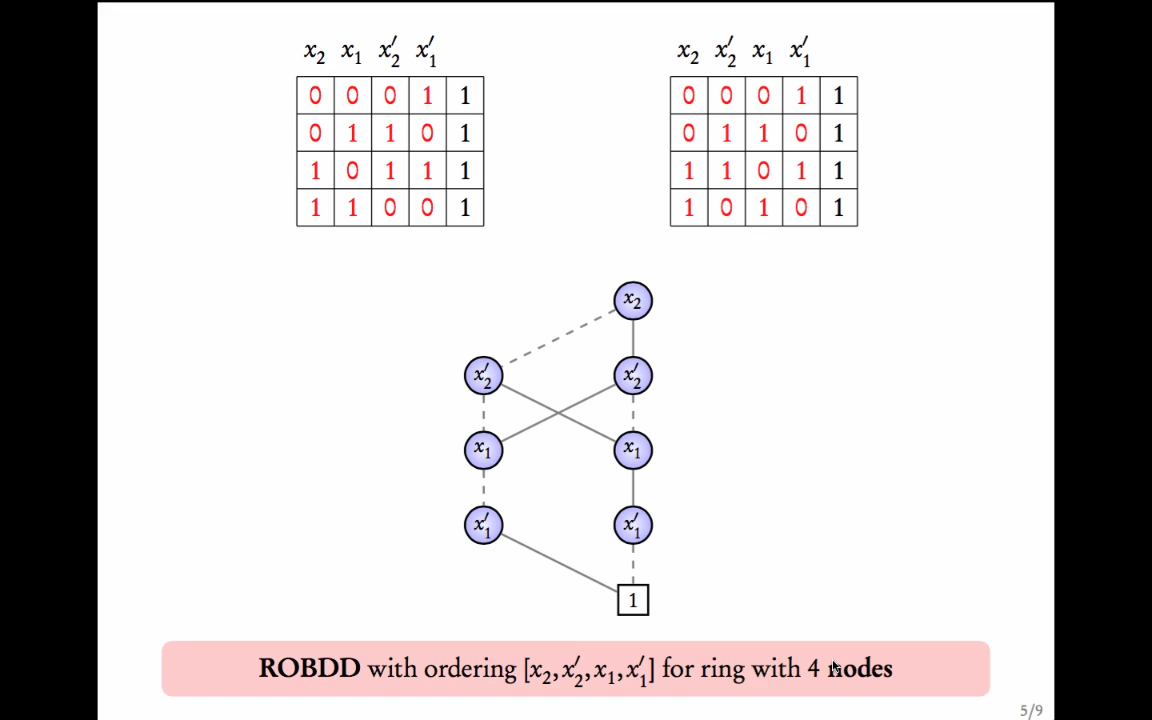 x₂ x₁ x′₂ x′₁
0 0 0 1 1
0 1 1 0 1
1 0 1 1 1
1 1 0 0 1
x₂ x′₂ x₁ x′₁
0 0 0 1 1
0 1 1 0 1
1 1 0 1 1
1 0 1 0 1
x₂
x′₂ x′₂
x₁ x₁
x′₁ x′₁
1
ROBDD with ordering [x₂, x′₂, x₁, x′₁] for ring with 4 nodes
5/9